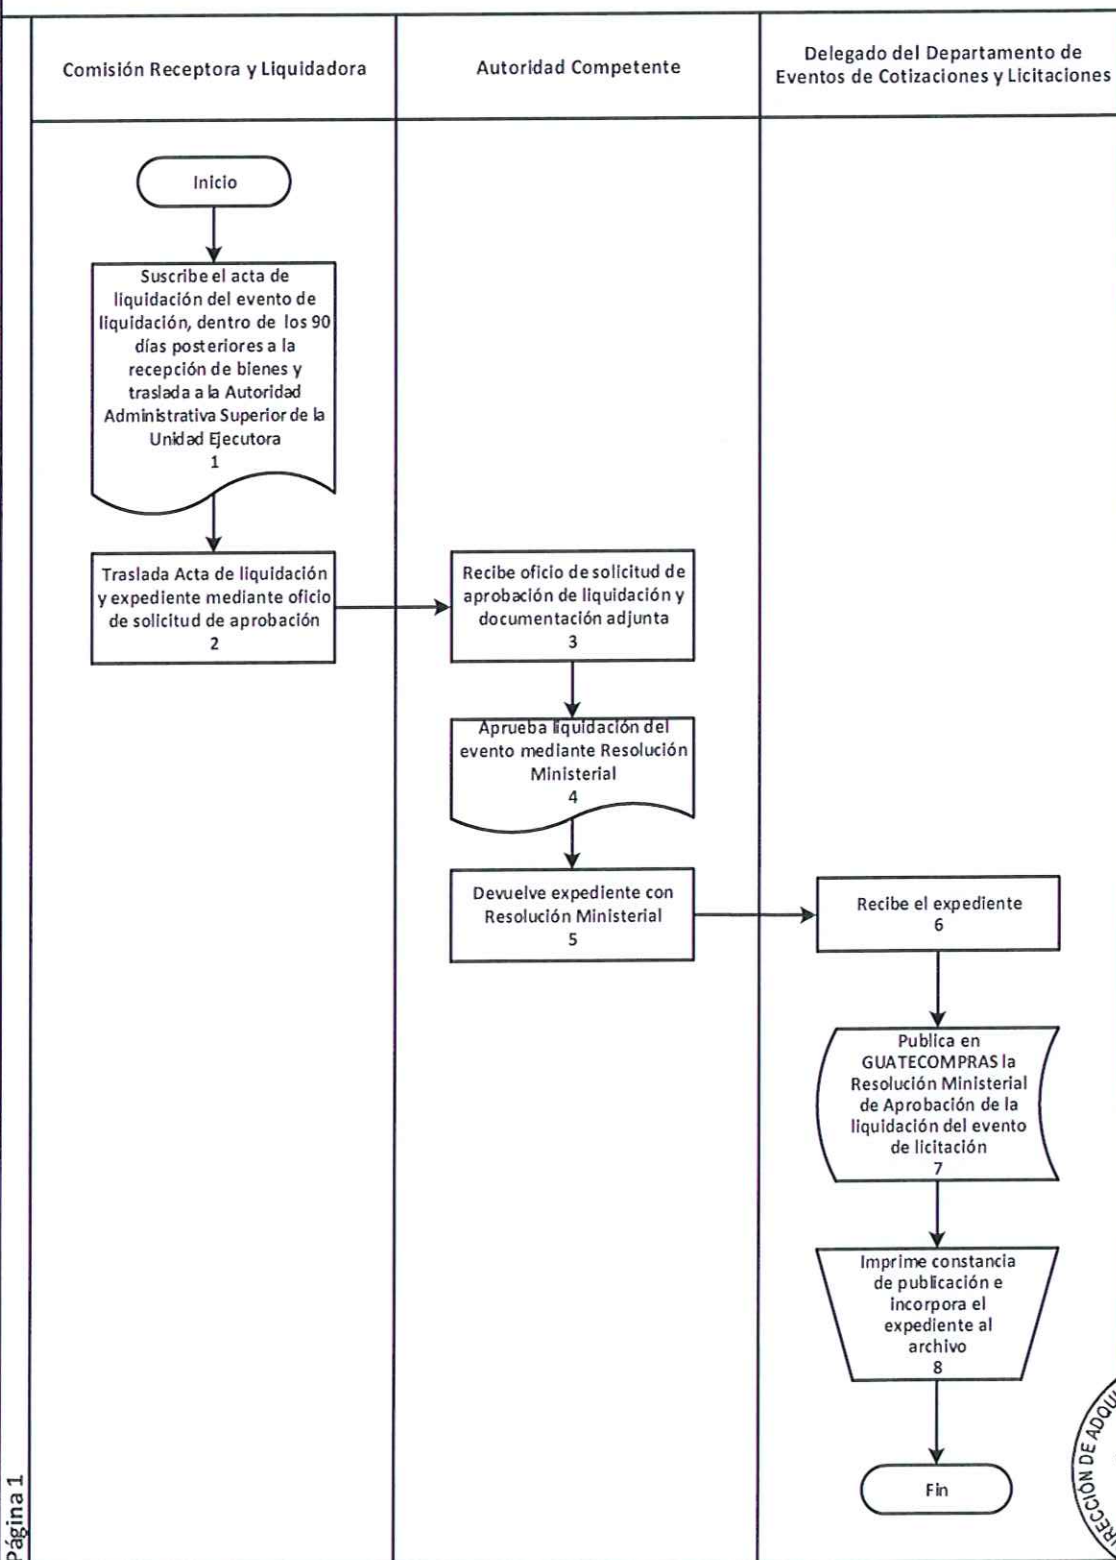 Comisión Receptora y Liquidadora
Autoridad Competente
Delegado del Departamento de
Eventos de Cotizaciones y Licitaciones
Inicio
Suscribe el acta de
liquidación del evento de
liquidación, dentro de los 90
días posteriores a la
recepción de bienes y
traslada a la Autoridad
Administrativa Superior de la
Unidad Ejecutora
1
Traslada Acta de liquidación
y expediente mediante oficio
de solicitud de aprobación
2
Recibe oficio de solicitud de
aprobación de liquidación y
documentación adjunta
3
Aprueba liquidación del
evento mediante Resolución
Ministerial
4
Devuelve expediente con
Resolución Ministerial
5
Recibe el expediente
6
Publica en
GUATECOMPRAS la
Resolución Ministerial
de Aprobación de la
liquidación del evento
de licitación
7
Imprime constancia
de publicación e
incorpora el
expediente al
archivo
8
Fin
Página 1
DE